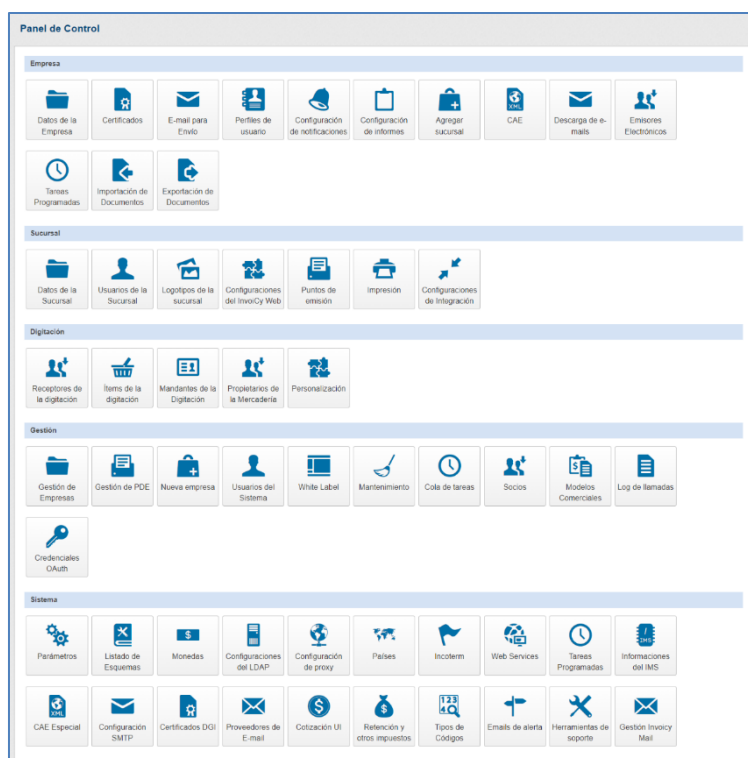 Panel de Control
Empresa
Datos de la
Empresa
Certificados
E-mail para
Envío
Perfiles de
usuario
Configuración
de notificaciones
Configuración
de informes
Agregar
sucursal
CAE
Descarga de e-
mails
Emisores
Electrónicos
Tareas
Programadas
Importación de
Documentos
Exportación de
Documentos
Sucursal
Datos de la
Sucursal
Usuarios de la
Sucursal
Logotipos de la
sucursal
Configuraciones
del InvoiCy Web
Puntos de
emisión
Impresión
Configuraciones
de Integración
Digitación
Receptores de
la digitación
Ítems de la
digitación
Mandantes de la
Digitación
Propietarios de
la Mercadería
Personalización
Gestión
Gestión de
Empresas
Gestión de PDE
Nueva empresa
Usuarios del
Sistema
White Label
Mantenimiento
Cola de tareas
Socios
Modelos
Comerciales
Log de llamadas
Credenciales
OAuth
Sistema
Parámetros
Listado de
Esquemas
Monedas
Configuraciones
del LDAP
Configuración
de proxy
Países
Incoterm
Web Services
Tareas
Programadas
Informaciones
del IMS
CAE Especial
Configuración
SMTP
Certificados DGI
Proveedores de
E-mail
Cotización UI
Retención y
otros impuestos
Tipos de
Códigos
Emails de alerta
Herramientas de
soporte
Gestión Invoicy
Mail